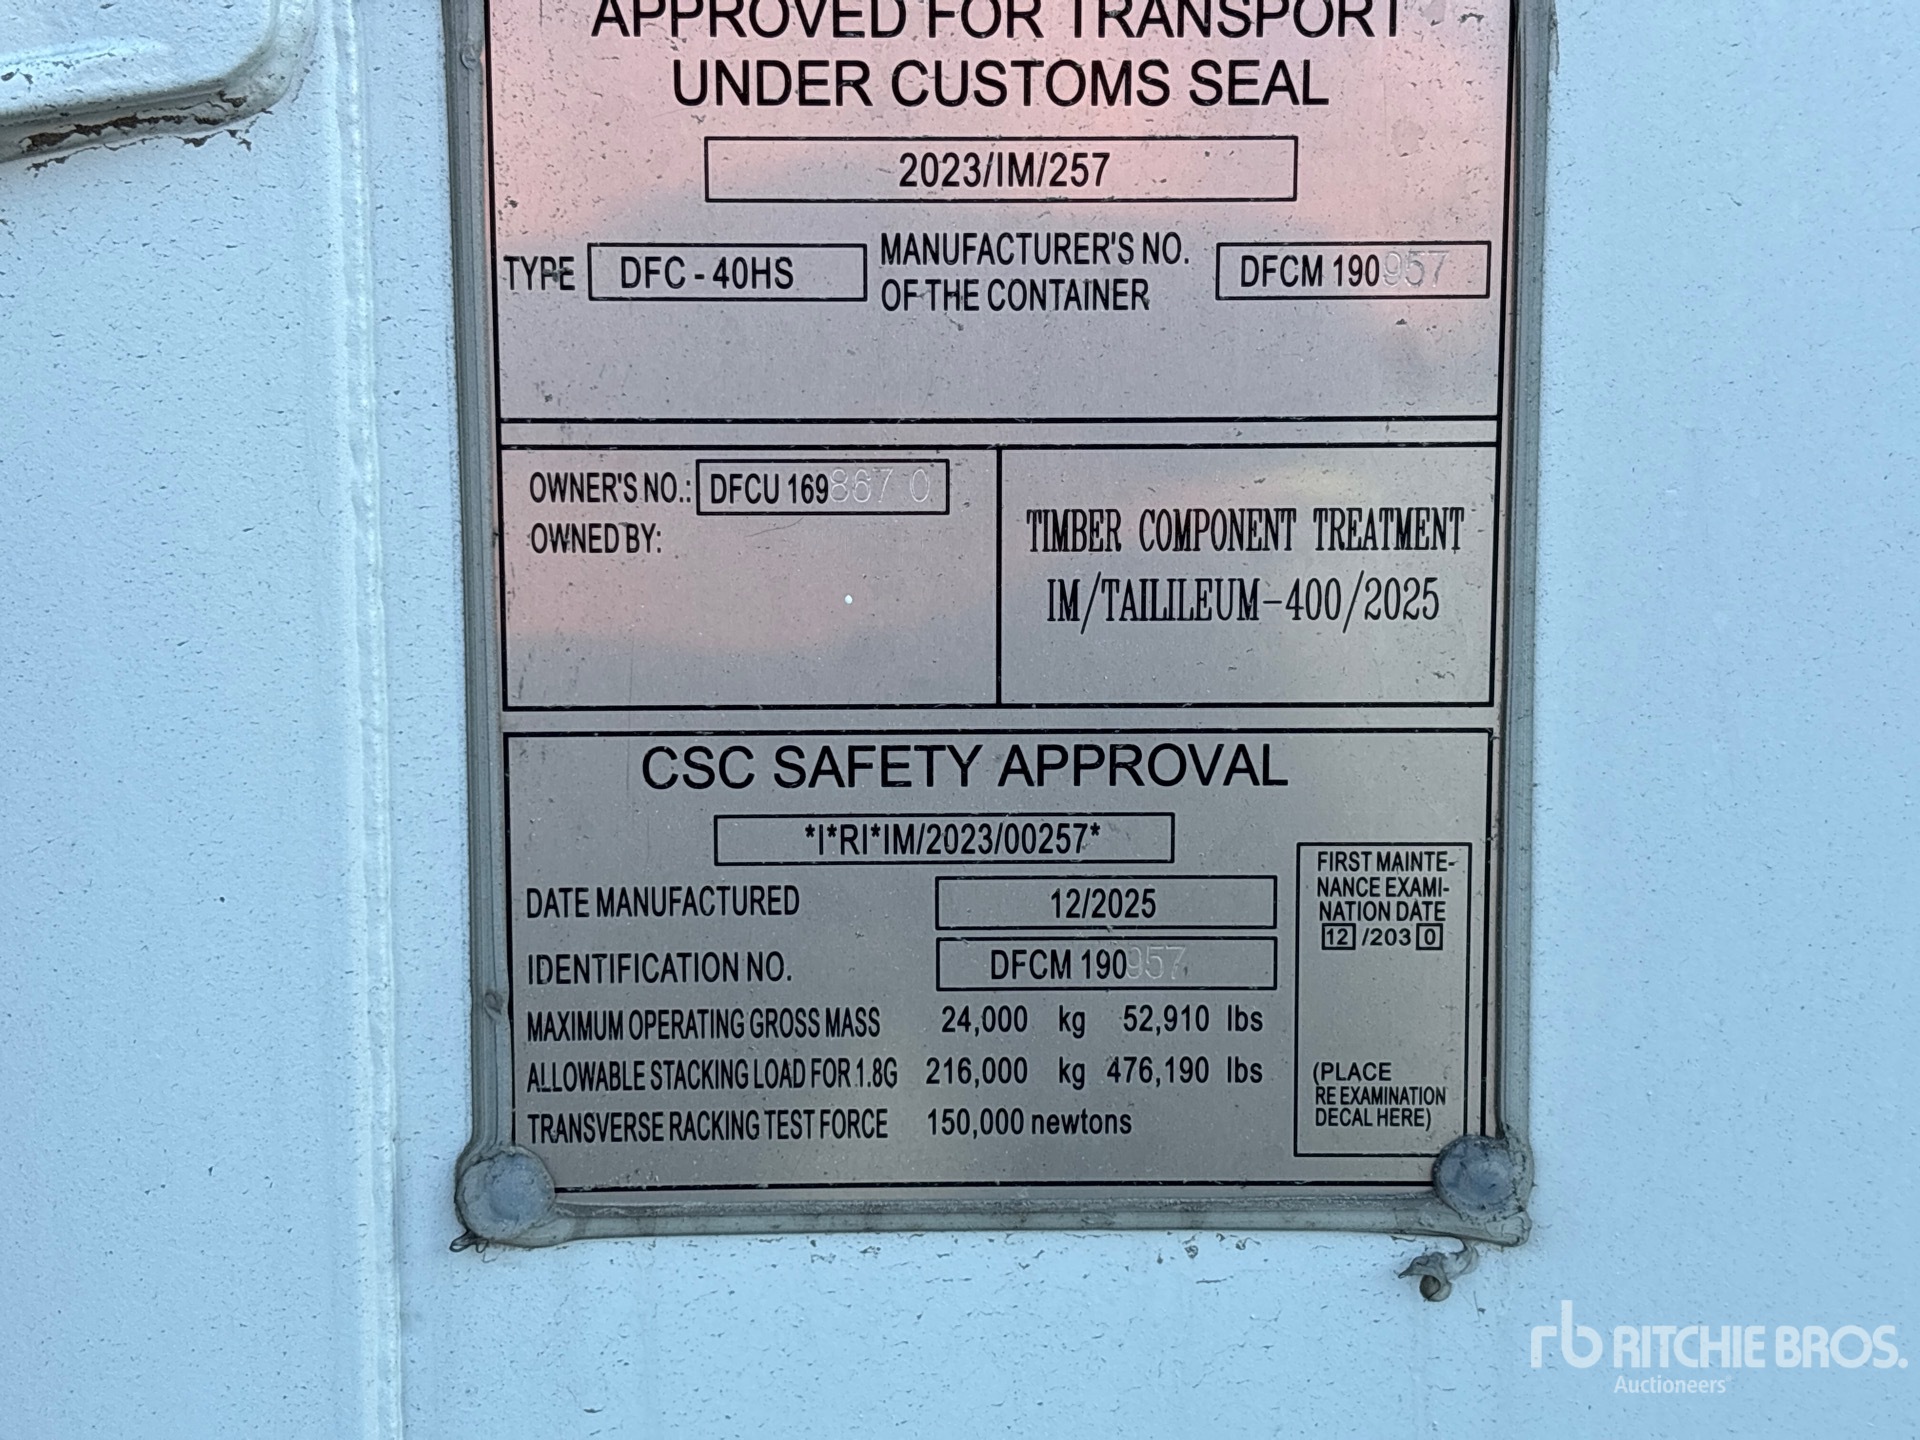 APPROVED FOR TRANSPORT
UNDER CUSTOMS SEAL
2023/IM/257
TYPE DFC - 40HS MANUFACTURER'S NO. OF THE CONTAINER DFCM 190957
OWNER'S NO.: DFCU 169867 0
OWNED BY:
TIMBER COMPONENT TREATMENT
IM/TAILILEUM-400/2025
CSC SAFETY APPROVAL
*I*RI*IM/2023/00257*
DATE MANUFACTURED 12/2025
IDENTIFICATION NO. DFCM 190957
MAXIMUM OPERATING GROSS MASS 24,000 kg 52,910 lbs
ALLOWABLE STACKING LOAD FOR 1.8G 216,000 kg 476,190 lbs
TRANSVERSE RACKING TEST FORCE 150,000 newtons
FIRST MAINTE-
NANCE EXAMI-
NATION DATE
12 /203 0
(PLACE
RE EXAMINATION
DECAL HERE)
rb RITCHIE BROS.
Auctioneers